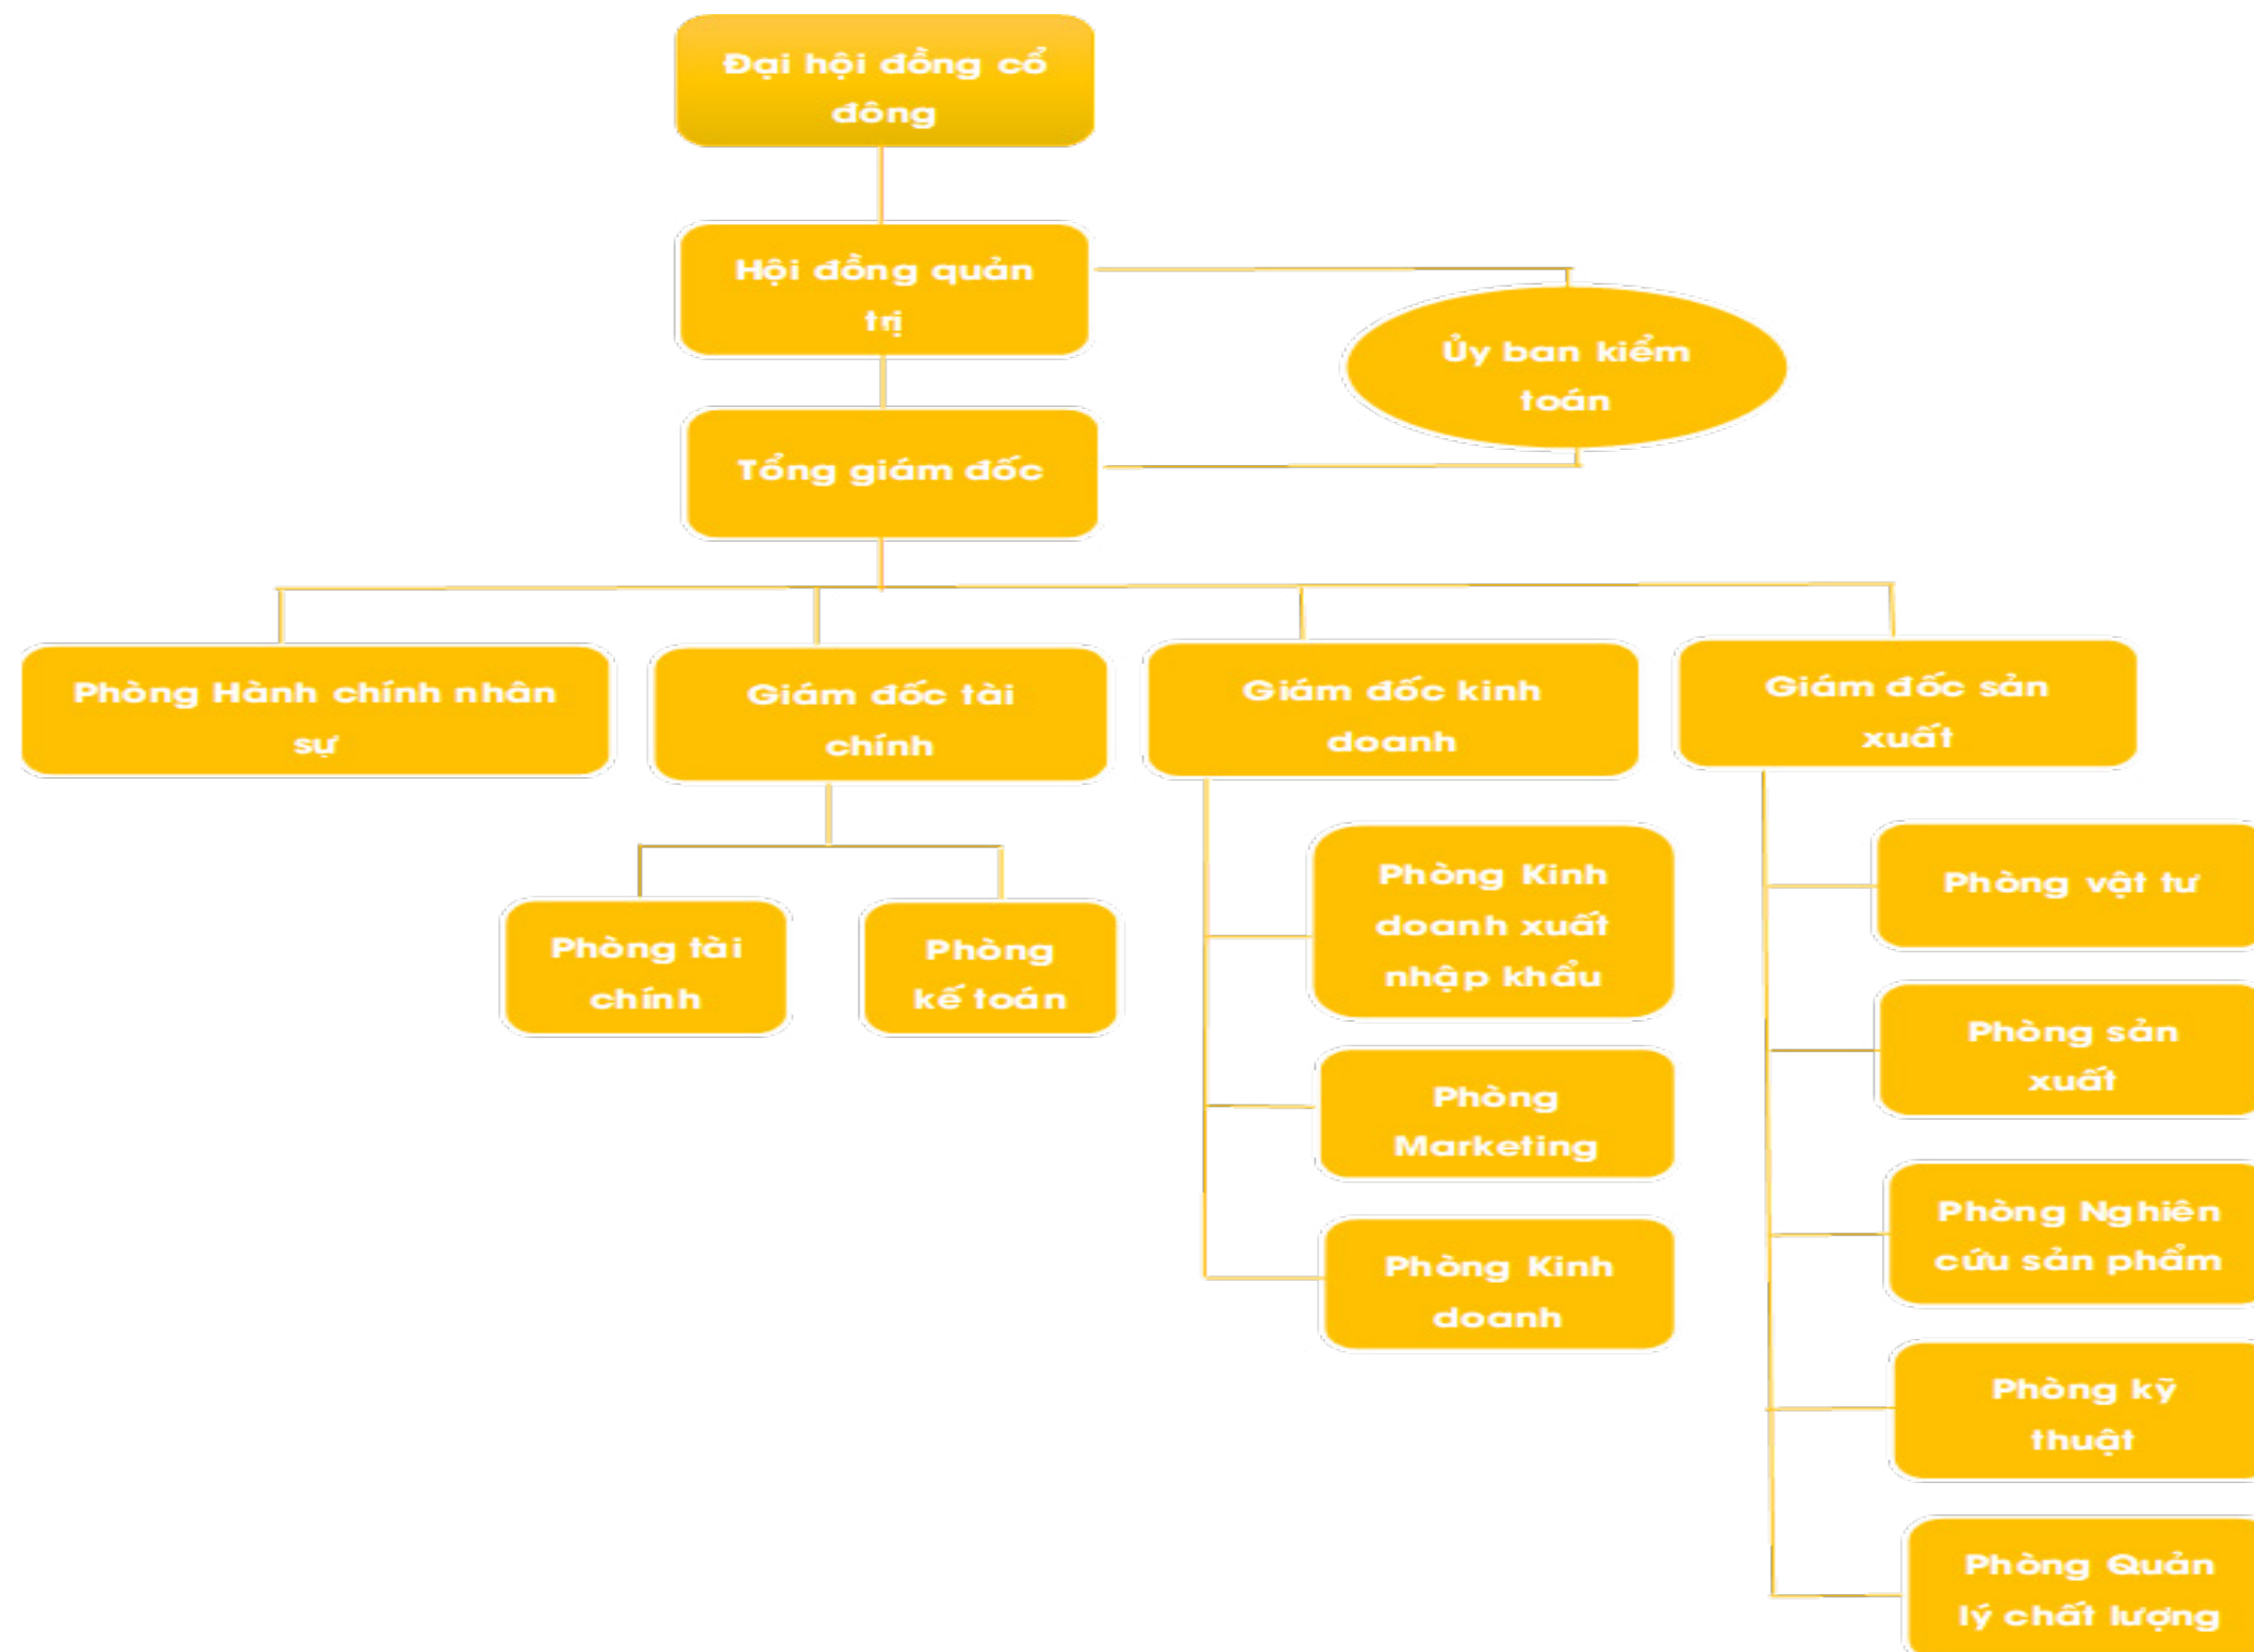 Đại hội đồng cổ
đông
Hội đồng quản
trị
Ủy ban kiểm
toán
Tổng giám đốc
Phòng Hành chính nhân
sự
Giám đốc tài
chính
Giám đốc kinh
doanh
Giám đốc sản
xuất
Phòng tài
chính
Phòng
kế toán
Phòng Kinh
doanh xuất
nhập khẩu
Phòng
Marketing
Phòng Kinh
doanh
Phòng vật tư
Phòng sản
xuất
Phòng Nghiên
cứu sản phẩm
Phòng kỹ
thuật
Phòng Quản
lý chất lượng